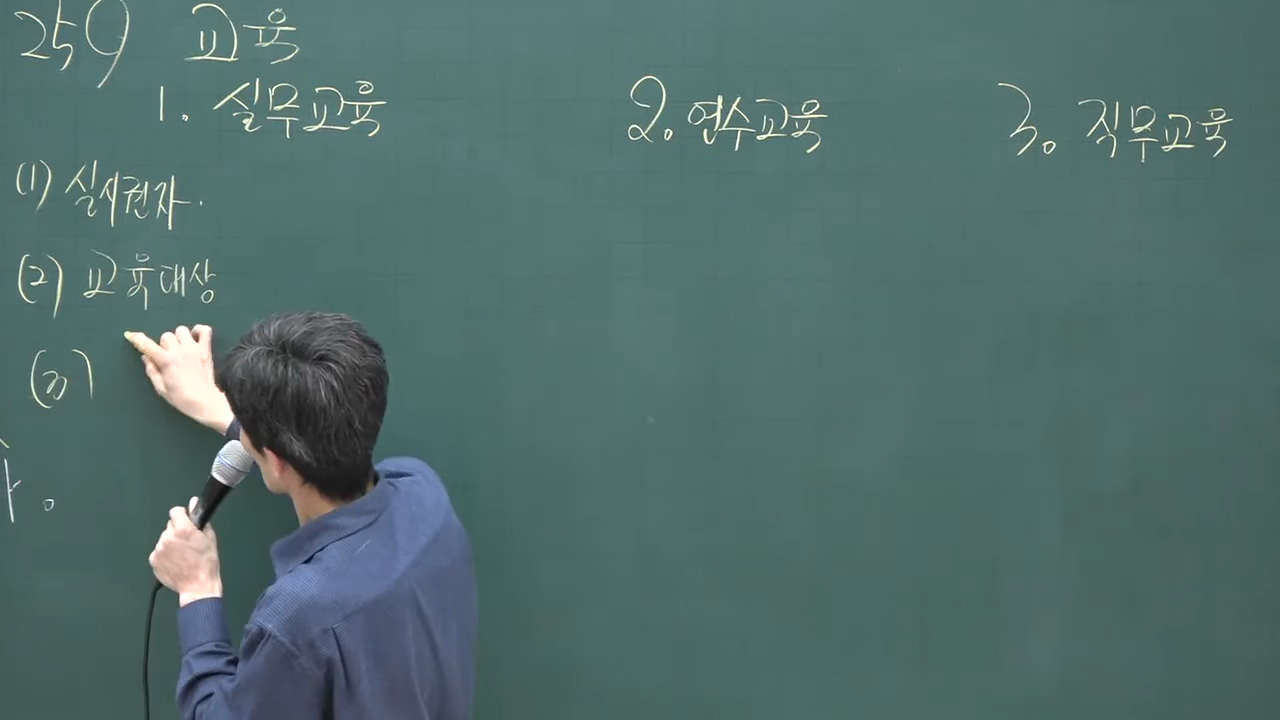 259 교육
1. 실무교육
2. 연수교육
3. 직무교육
(1) 실시권자.
(2) 교육대상
(3)